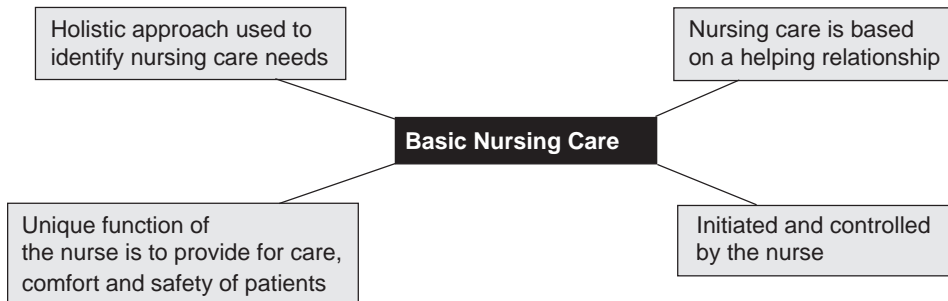 Holistic approach used to
identify nursing care needs
Nursing care is based
on a helping relationship
Basic Nursing Care
Unique function of
the nurse is to provide for care,
comfort and safety of patients
Initiated and controlled
by the nurse